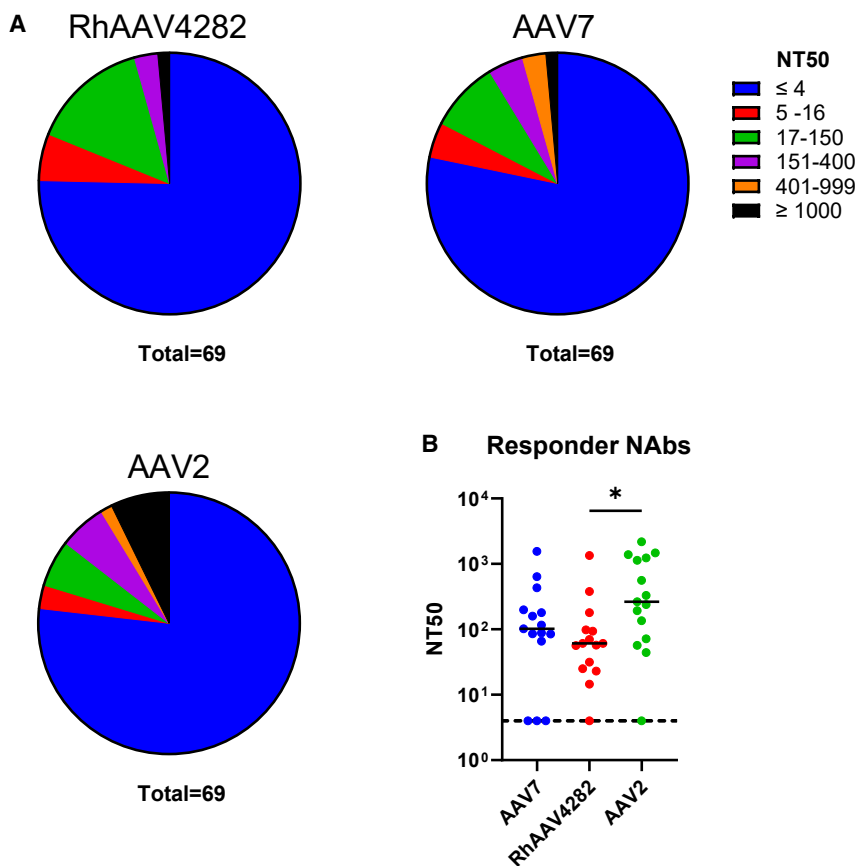 A
RhAAV4282
AAV7
NT50
≤ 4
5 -16
17-150
151-400
401-999
≥ 1000
Total=69
Total=69
AAV2
Total=69
B
Responder NAbs
*
NT50
10⁴
10³
10²
10¹
10⁰
AAV7
RhAAV4282
AAV2